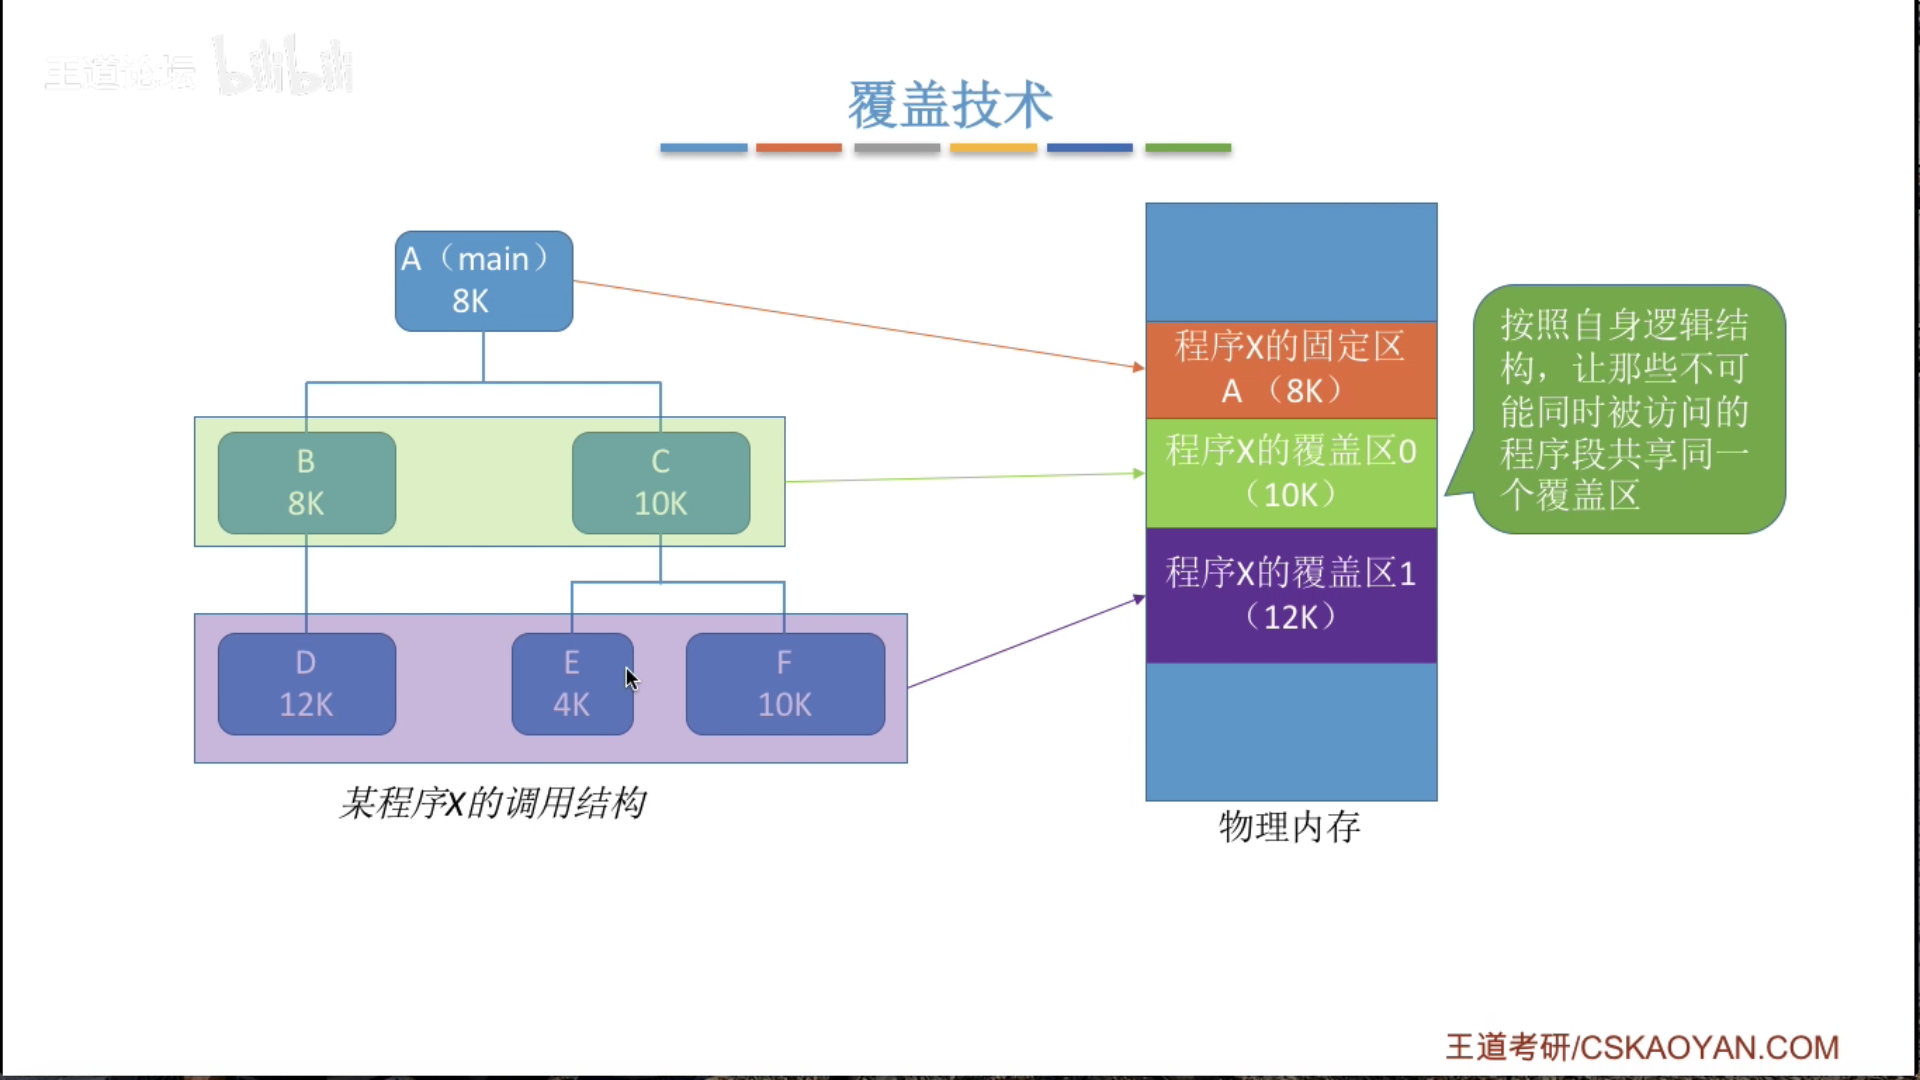 王道论坛 bilibili
覆盖技术
A（main）
8K
B
8K
C
10K
D
12K
E
4K
F
10K
某程序X的调用结构
程序X的固定区
A （8K）
程序X的覆盖区0
（10K）
程序X的覆盖区1
（12K）
物理内存
按照自身逻辑结
构，让那些不可
能同时被访问的
程序段共享同一
个覆盖区
王道考研/CSKAOYAN.COM